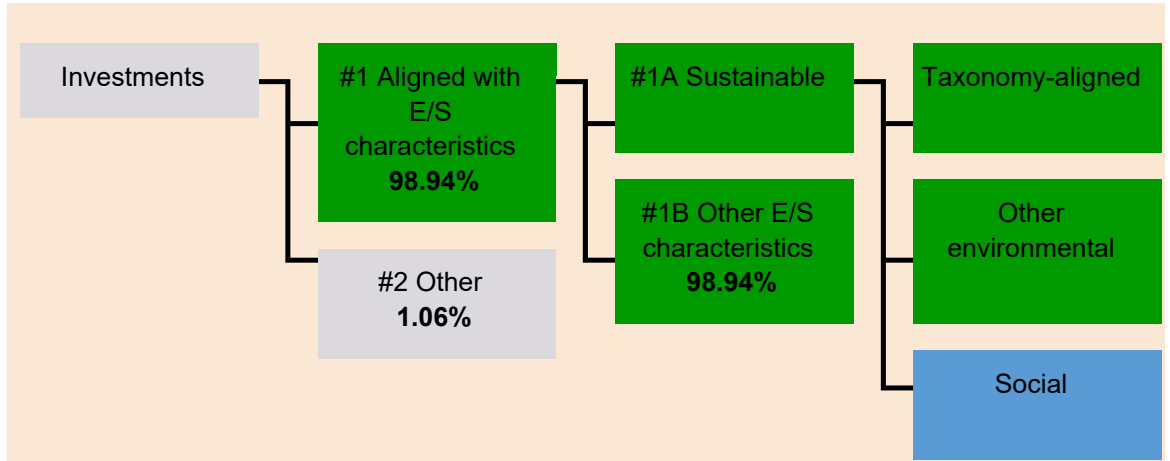 Investments
#1 Aligned with
E/S
characteristics
98.94%
#2 Other
1.06%
#1A Sustainable
#1B Other E/S
characteristics
98.94%
Taxonomy-aligned
Other
environmental
Social